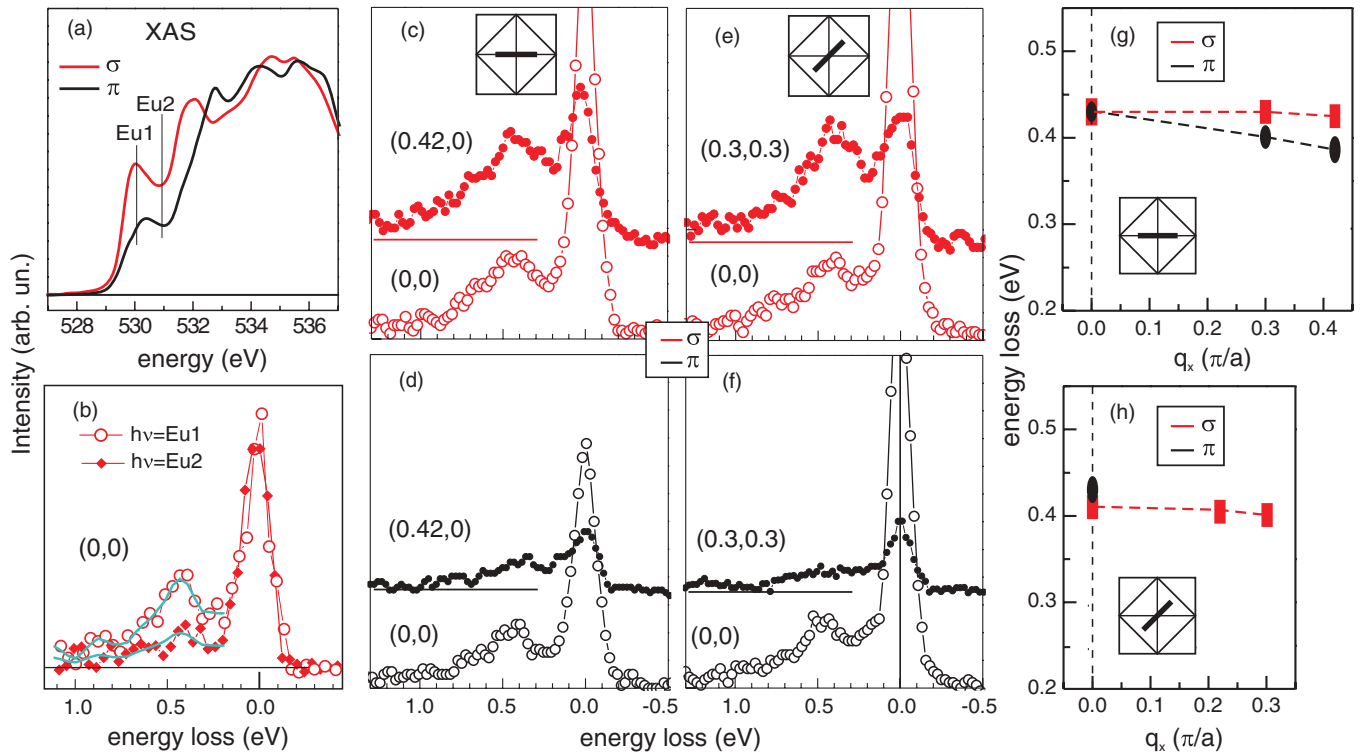 Intensity (arb. un.)
(a)
XAS
σ
π
Eu1
Eu2
528 530 532 534 536
energy (eV)
(b)
hν=Eu1
hν=Eu2
(0,0)
1.0 0.5 0.0
energy loss (eV)
(c)
(0.42,0)
(0,0)
(e)
(0.3,0.3)
(0,0)
σ
π
(d)
(0.42,0)
(0,0)
1.0 0.5 0.0 -0.5
(f)
(0.3,0.3)
(0,0)
1.0 0.5 0.0 -0.5
energy loss (eV)
energy loss (eV)
(g)
σ
π
0.5
0.4
0.3
0.2
0.0 0.1 0.2 0.3 0.4
qx (π/a)
(h)
σ
π
0.5
0.4
0.3
0.2
0.0 0.1 0.2 0.3
qx (π/a)